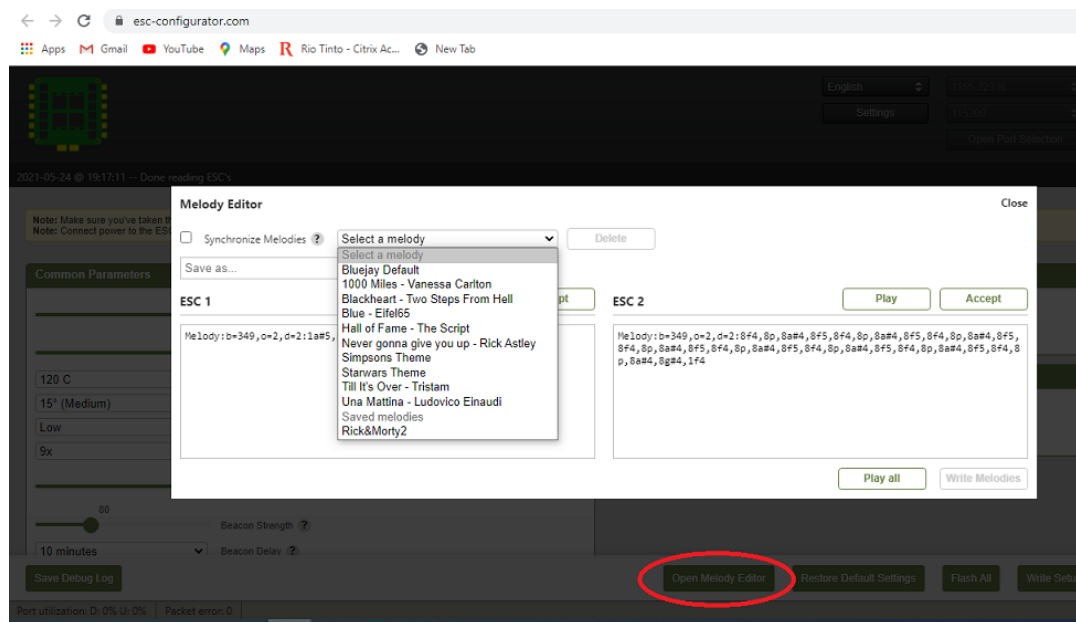 esc-configurator.com
Apps Gmail YouTube Maps Rio Tinto - Citrix Ac... New Tab
English
Settings
115200
Open Port Selection
2021-05-24 @ 19:17:11 -- Done reading ESC's
Melody Editor Close
Note: Make sure you've taken
Note: Connect power to the ESC
Synchronize Melodies ? Select a melody Delete
Select a melody
Save as...
Bluejay Default
1000 Miles - Vanessa Carlton
Blackheart - Two Steps From Hell
Blue - Eifel65
Hall of Fame - The Script
Never gonna give you up - Rick Astley
Simpsons Theme
Starwars Theme
Till It's Over - Tristam
Una Mattina - Ludovico Einaudi
Saved melodies
Rick&Morty2
Common Parameters
ESC 1 pt
Melody:b=349,o=2,d=2:1a#5,
ESC 2 Play Accept
Melody:b=349,o=2,d=2:8f4,8p,8a#4,8f5,8f4,8p,8a#4,8f5,8f4,8p,8a#4,8f5,
8f4,8p,8a#4,8f5,8f4,8p,8a#4,8f5,8f4,8p,8a#4,8f5,8f4,8p,8a#4,8f5,8f4,8
p,8a#4,8g#4,1f4
120 C
15° (Medium)
Low
9x
Play all Write Melodies
80
Beacon Strength ?
10 minutes Beacon Delay ?
Save Debug Log Open Melody Editor Restore Default Settings Flash All Write Setu
Port utilization: D: 0% U: 0% Packet error: 0